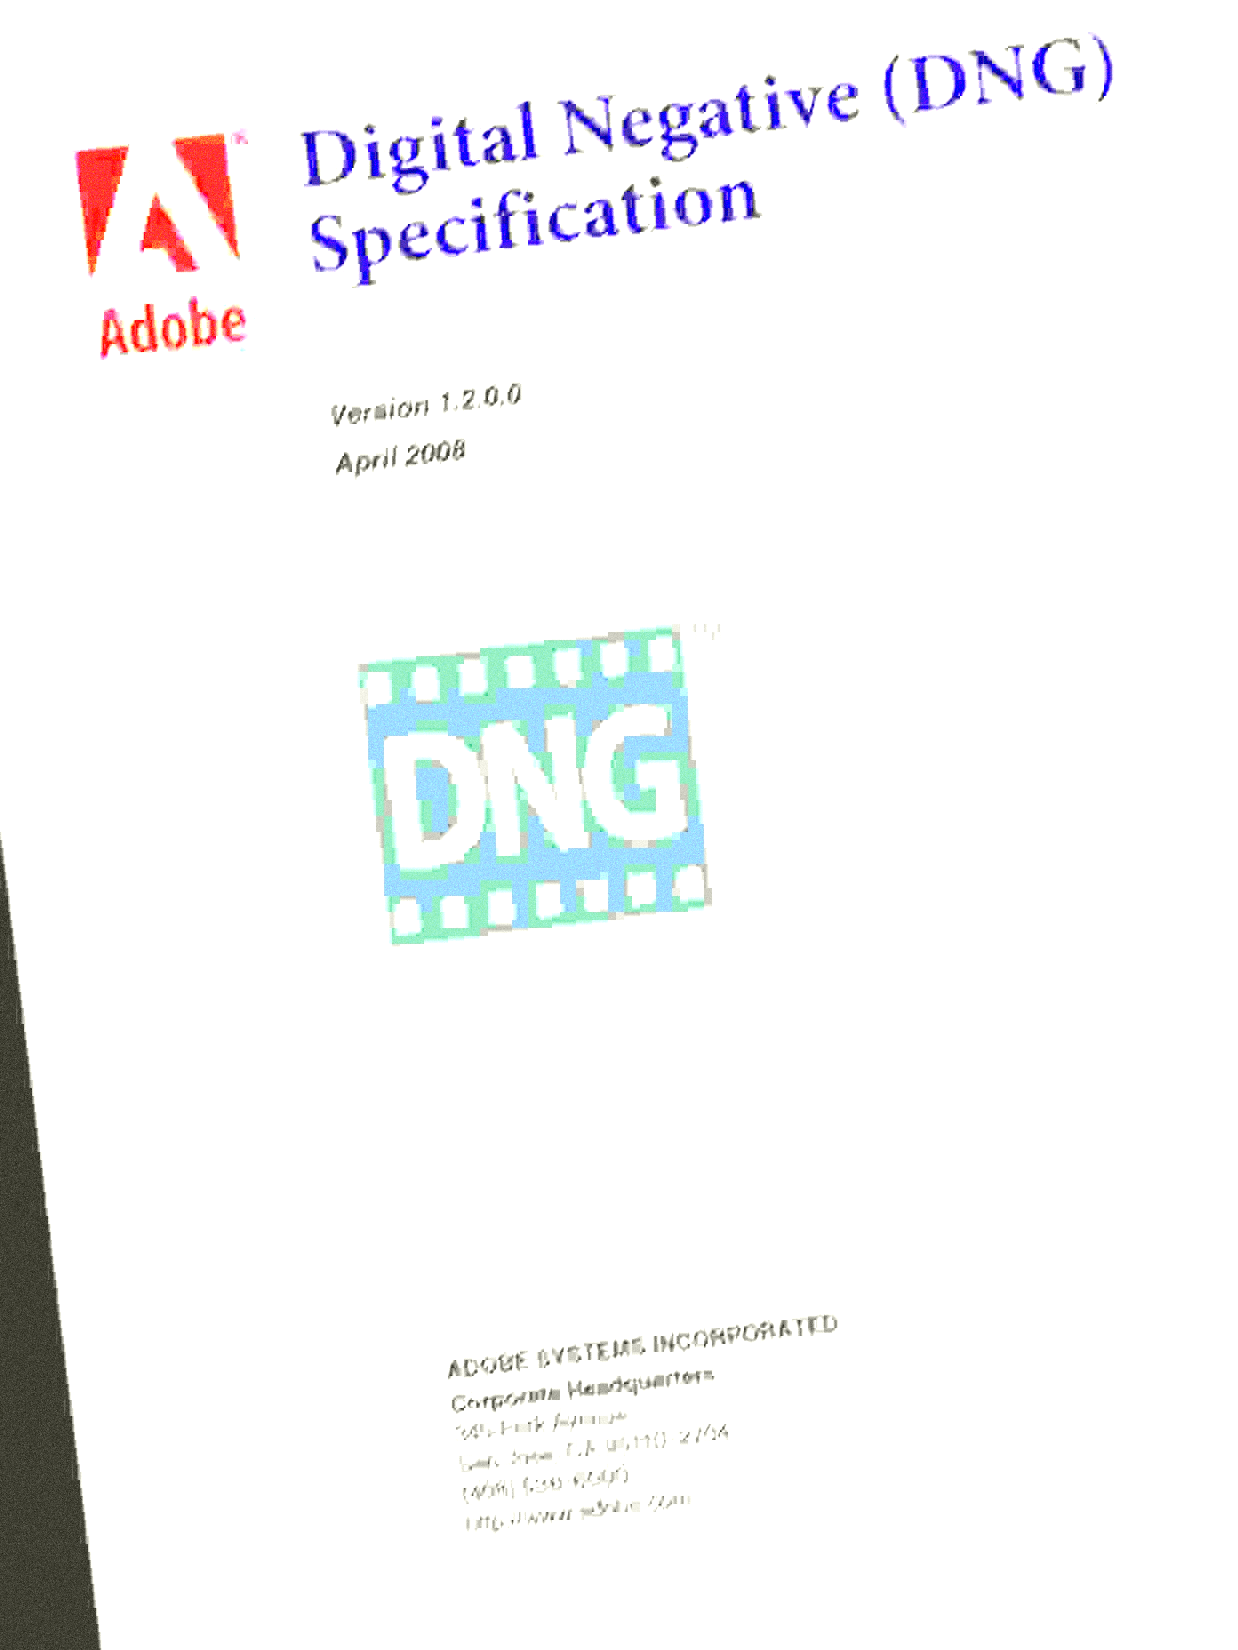 Digital Negative (DNG)
Specification
Adobe
Version 1.2.0.0
April 2008
DNG
ADOBE SYSTEMS INCORPORATED
Corporate Headquarters
345 Park Avenue
San Jose, CA 95110-2704
(408) 536-6000
http://www.adobe.com